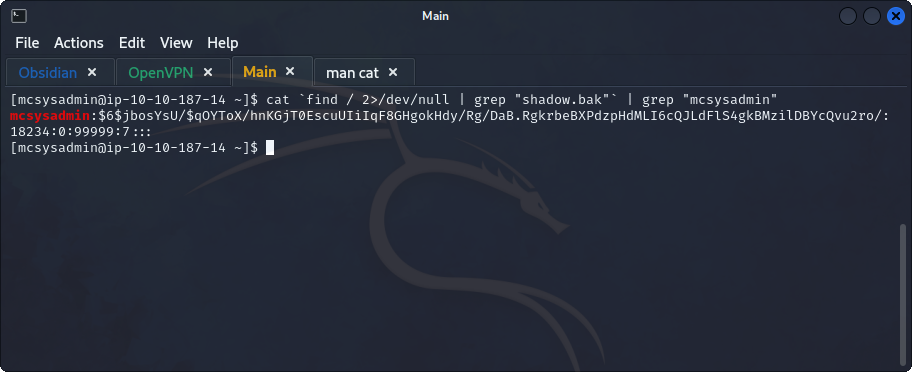 Main
File Actions Edit View Help
Obsidian × OpenVPN × Main × man cat ×
[mcsysadmin@ip-10-10-187-14 ~]$ cat `find / 2>/dev/null | grep "shadow.bak"` | grep "mcsysadmin"
mcsysadmin:$6$jbosYsU/$qOYToX/hnKGjT0EscuUIiIqF8GHgokHdy/Rg/DaB.RgkrbeBXPdzpHdMLI6cQJLdFlS4gkBMzilDBYcQvu2ro/:
18234:0:99999:7:::
[mcsysadmin@ip-10-10-187-14 ~]$